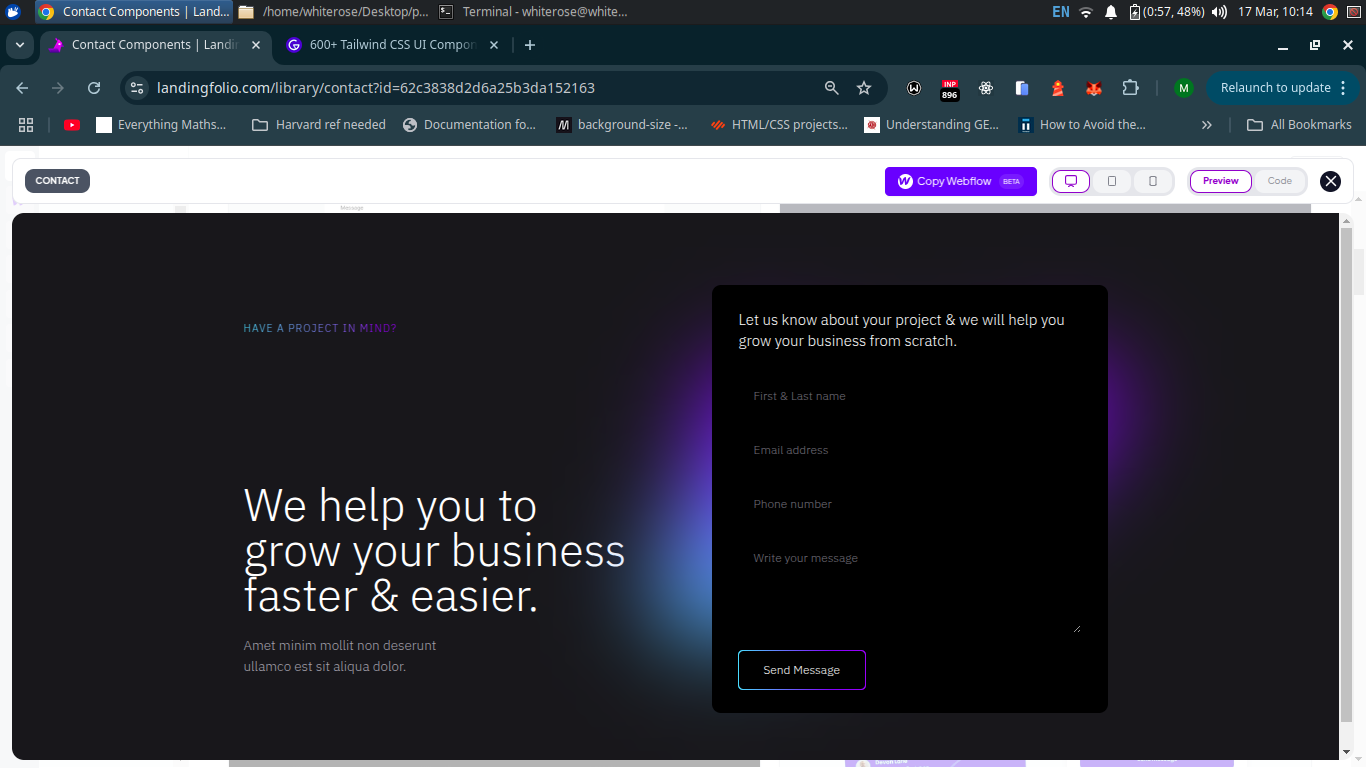 Contact Components | Land...
/home/whiterose/Desktop/p...
Terminal - whiterose@white...
EN
(0:57, 48%)
17 Mar, 10:14
Contact Components | Landi
600+ Tailwind CSS UI Compon
landingfolio.com/library/contact?id=62c3838d2d6a25b3da152163
INP
896
M
Relaunch to update
Everything Maths...
Harvard ref needed
Documentation fo...
background-size -...
HTML/CSS projects...
Understanding GE...
How to Avoid the...
All Bookmarks
CONTACT
Copy Webflow
BETA
Preview
Code
Message
HAVE A PROJECT IN MIND?
We help you to
grow your business
faster & easier.
Amet minim mollit non deserunt
ullamco est sit aliqua dolor.
Let us know about your project & we will help you
grow your business from scratch.
First & Last name
Email address
Phone number
Write your message
Send Message